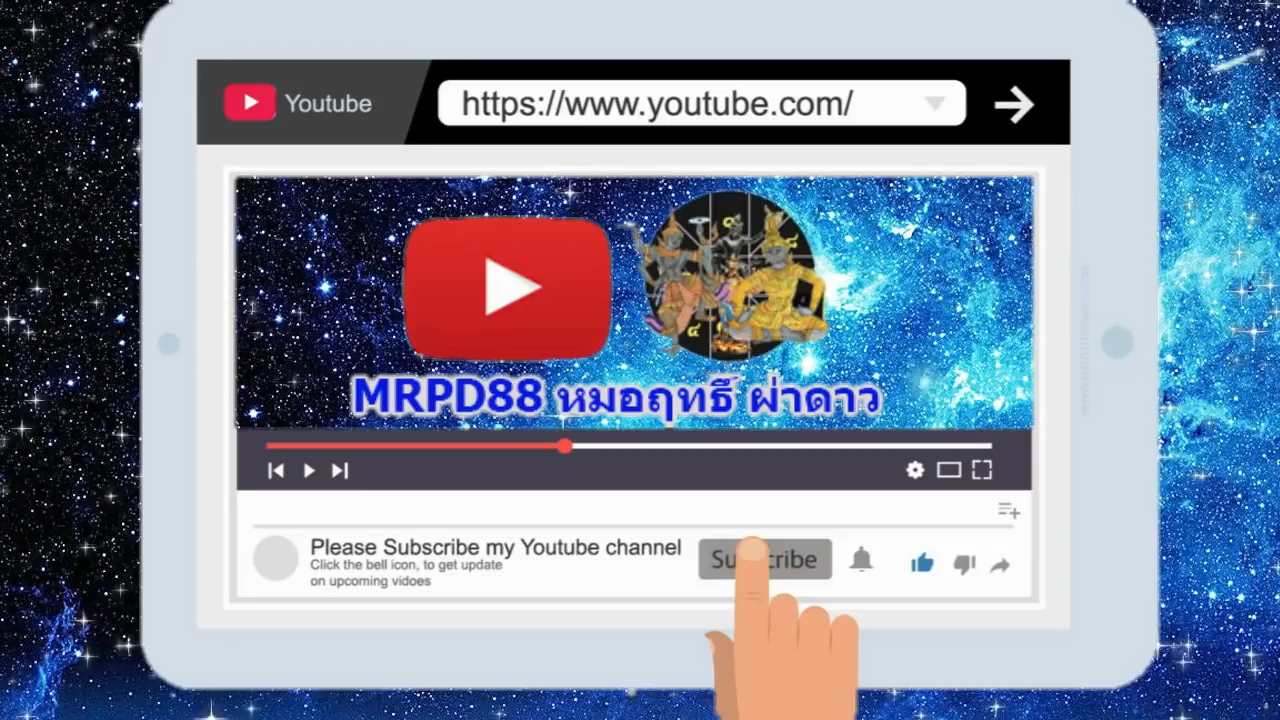 Youtube
https://www.youtube.com/
MRPD88 หมอฤทธิ์ ฝ่าดาว
Please Subscribe my Youtube channel
Click the bell icon, to get update
on upcoming vidoes